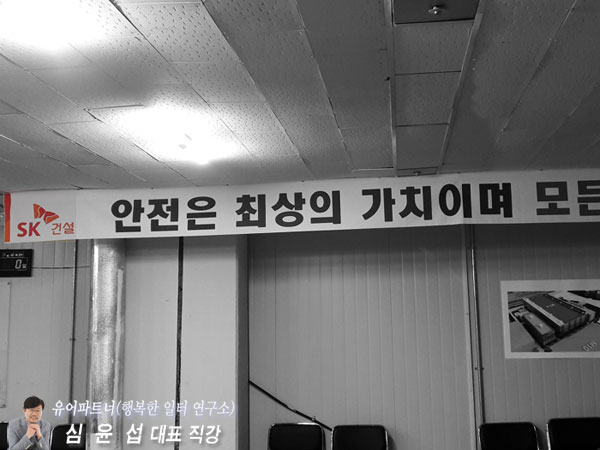 SK 건설
안전은 최상의 가치이며 모든
유어파트너(행복한 일터 연구소)
심 윤 섭 대표 직강